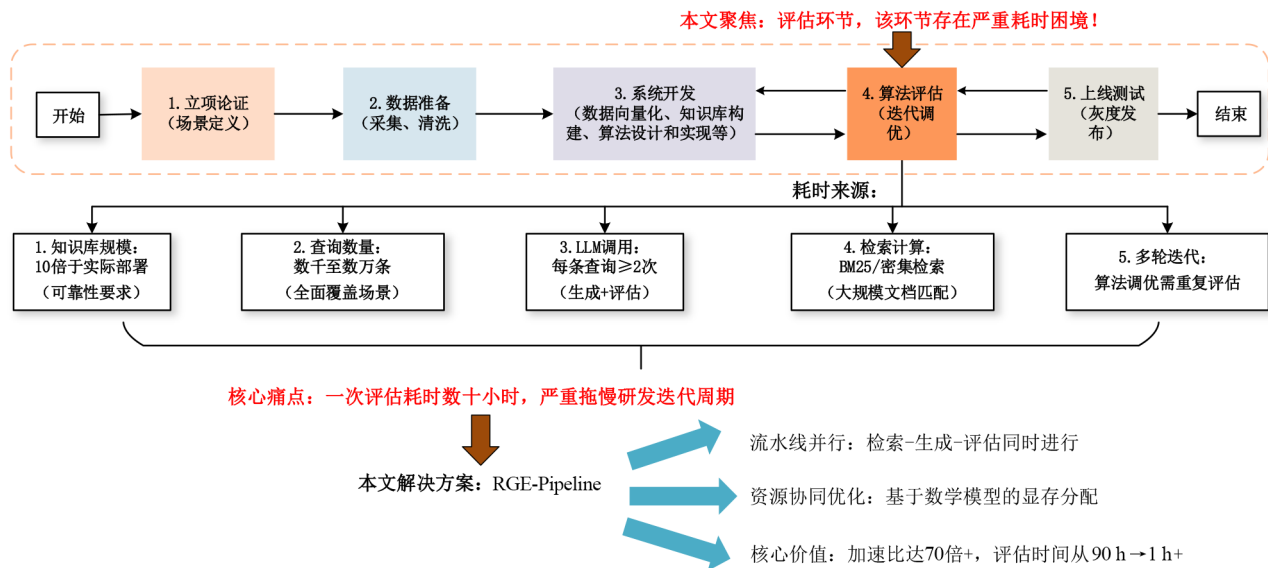 本文聚焦：评估环节，该环节存在严重耗时困境！
开始
1. 立项论证
（场景定义）
2. 数据准备
（采集、清洗）
3. 系统开发
（数据向量化、知识库构
建、算法设计和实现等）
4. 算法评估
（迭代调
优）
5. 上线测试
（灰度发
布）
结束
耗时来源：
1. 知识库规模：
10倍于实际部署
（可靠性要求）
2. 查询数量：
数千至数万条
（全面覆盖场景）
3. LLM调用：
每条查询≥2次
（生成+评估）
4. 检索计算：
BM25/密集检索
（大规模文档匹配）
5. 多轮迭代：
算法调优需重复评估
核心痛点：一次评估耗时数十小时，严重拖慢研发迭代周期
本文解决方案：RGE-Pipeline
流水线并行：检索-生成-评估同时进行
资源协同优化：基于数学模型的显存分配
核心价值：加速比达70倍+，评估时间从90 h→1 h+